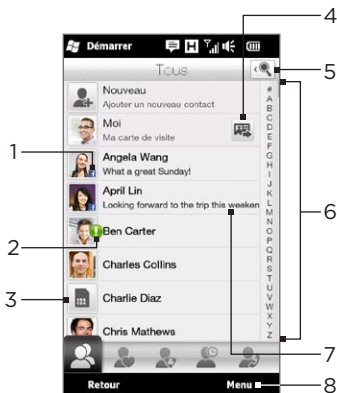 4
Démarrer
H
Tous
5
Nouveau
Ajouter un nouveau contact
Moi
Ma carte de visite
1
Angela Wang
What a great Sunday!
April Lin
Looking forward to the trip this weeken
2
Ben Carter
Charles Collins
3
Charlie Diaz
Chris Mathews
#
A
B
C
D
E
F
G
H
I
J
K
L
M
N
O
P
Q
R
S
T
U
V
W
X
Y
Z
6
7
Retour
Menu
8